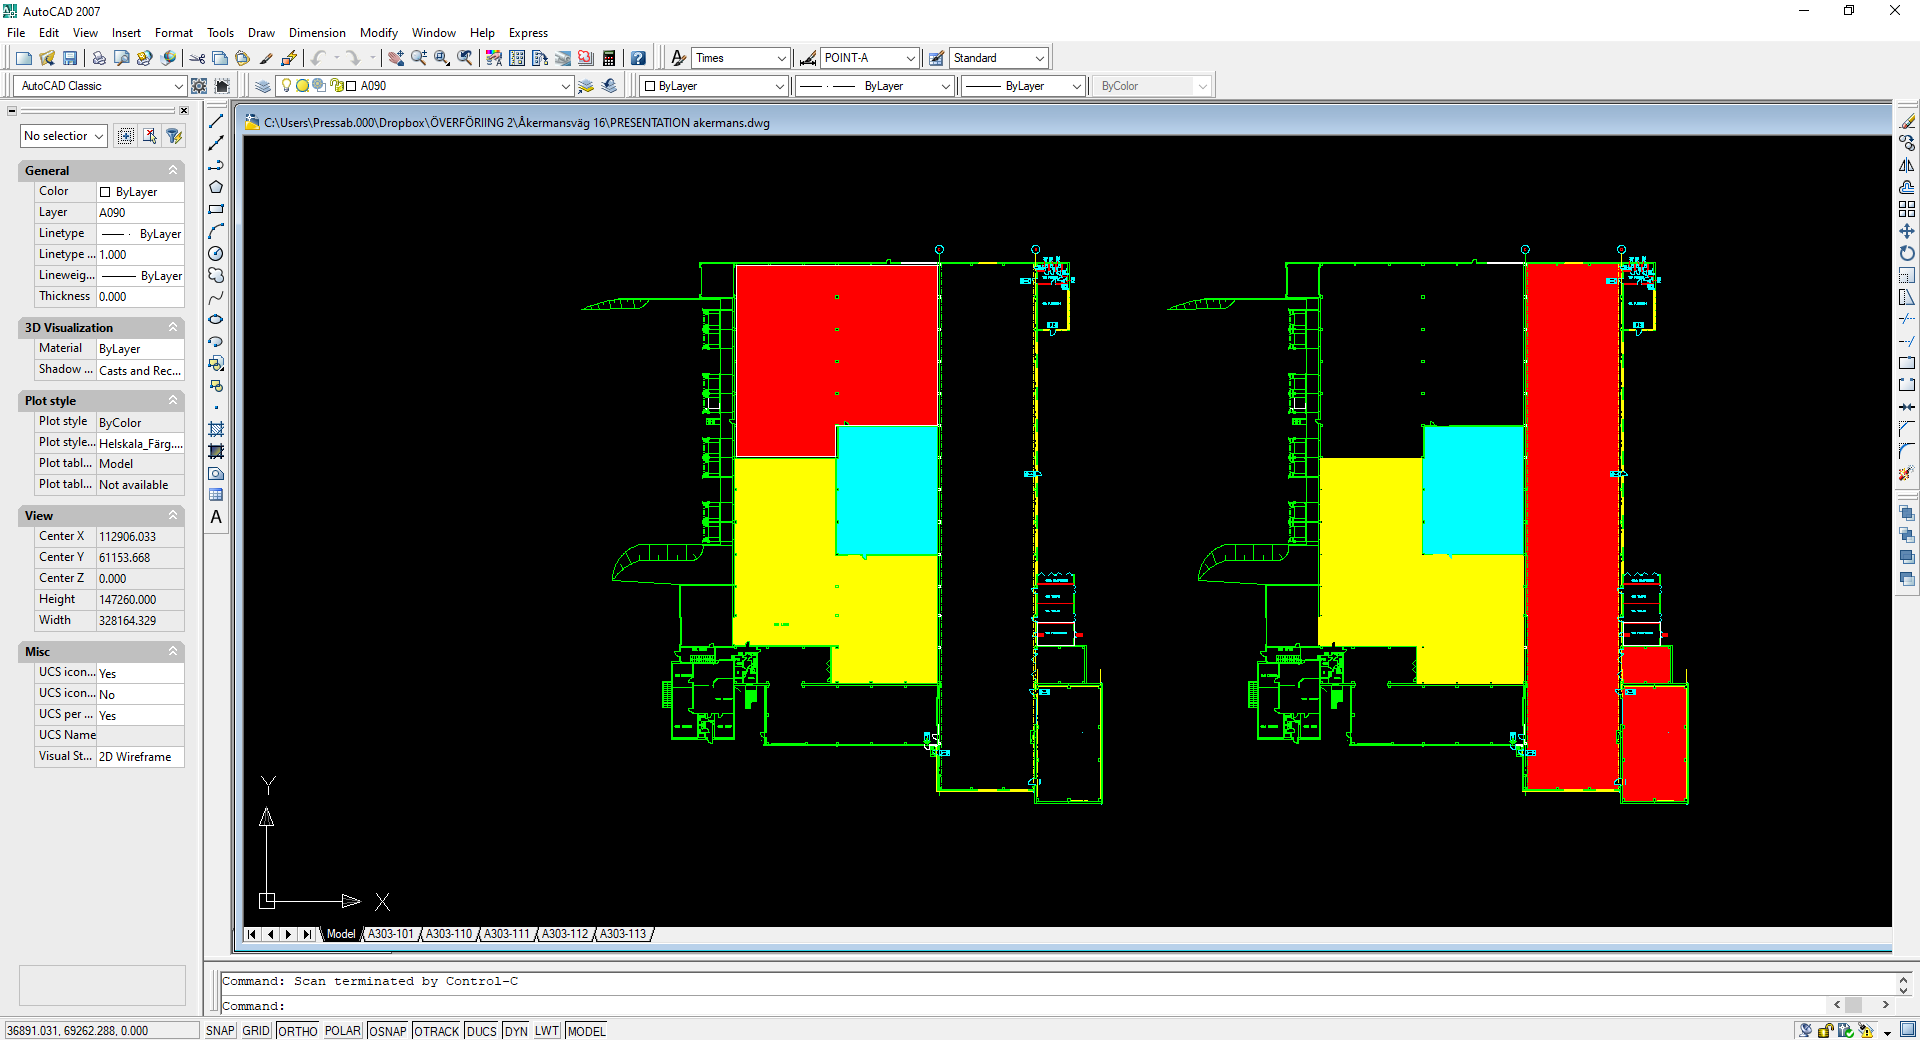 AutoCAD 2007
File Edit View Insert Format Tools Draw Dimension Modify Window Help Express
Times POINT-A Standard
AutoCAD Classic A090 ByLayer ByLayer ByLayer ByColor
C:\Users\Pressab.000\Dropbox\ÖVERFÖRIING 2\Åkermansväg 16\PRESENTATION akermans.dwg
No selectior
General
Color ByLayer
Layer A090
Linetype ByLayer
Linetype ... 1.000
Lineweig... ByLayer
Thickness 0.000
3D Visualization
Material ByLayer
Shadow ... Casts and Rec...
Plot style
Plot style ByColor
Plot style... Helskala_Färg....
Plot tabl... Model
Plot tabl... Not available
View
Center X 112906.033
Center Y 61153.668
Center Z 0.000
Height 147260.000
Width 328164.329
Misc
UCS icon... Yes
UCS icon... No
UCS per ... Yes
UCS Name
Visual St... 2D Wireframe
A
Y
X
Model A303-101 A303-110 A303-111 A303-112 A303-113
Command: Scan terminated by Control-C
Command:
36891.031, 69262.288, 0.000 SNAP GRID ORTHO POLAR OSNAP OTRACK DUCS DYN LWT MODEL